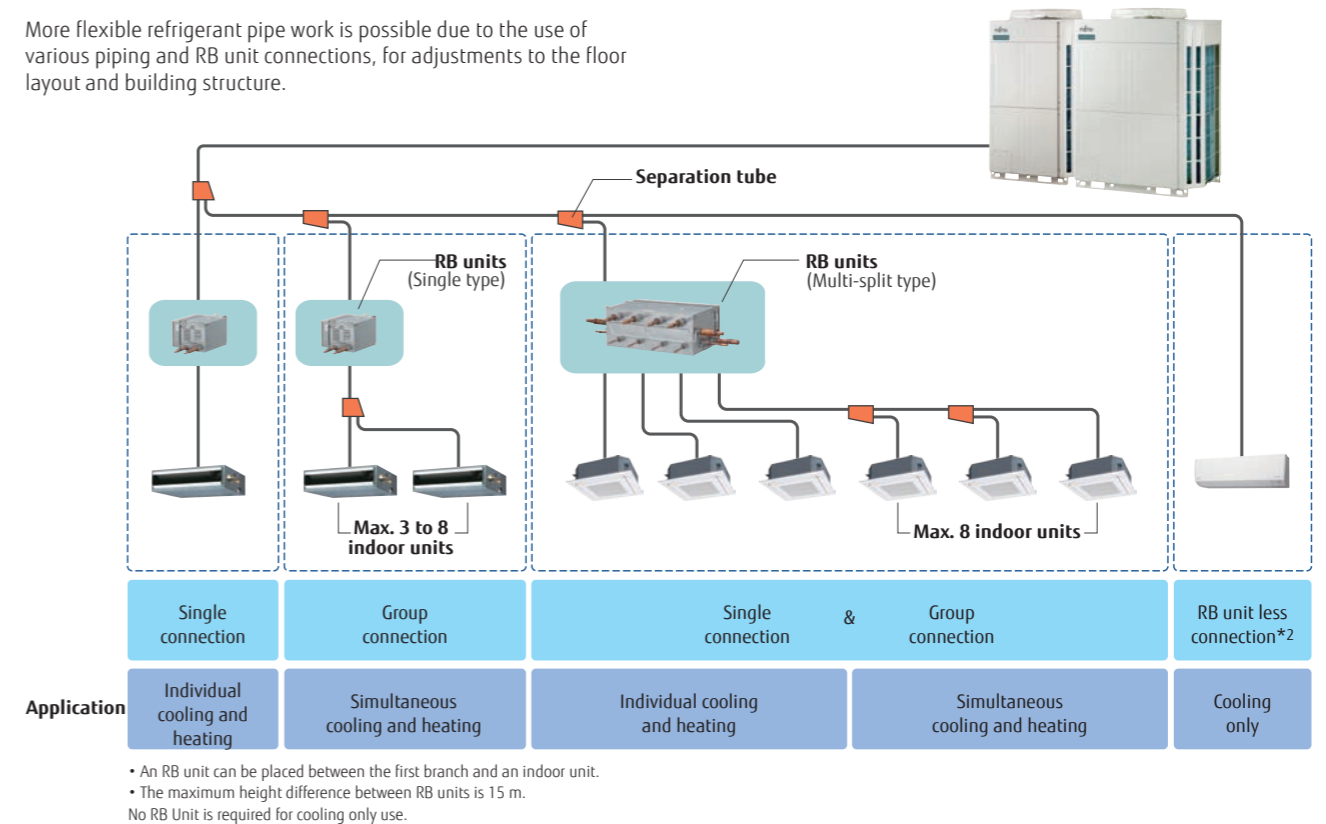 More flexible refrigerant pipe work is possible due to the use of
various piping and RB unit connections, for adjustments to the floor
layout and building structure.
Separation tube
RB units
(Single type)
RB units
(Multi-split type)
Max. 3 to 8
indoor units
Max. 8 indoor units
Single
connection
Group
connection
Single
connection
&
Group
connection
RB unit less
connection*2
Application
Individual
cooling and
heating
Simultaneous
cooling and heating
Individual cooling
and heating
Simultaneous
cooling and heating
Cooling
only
• An RB unit can be placed between the first branch and an indoor unit.
• The maximum height difference between RB units is 15 m.
No RB Unit is required for cooling only use.